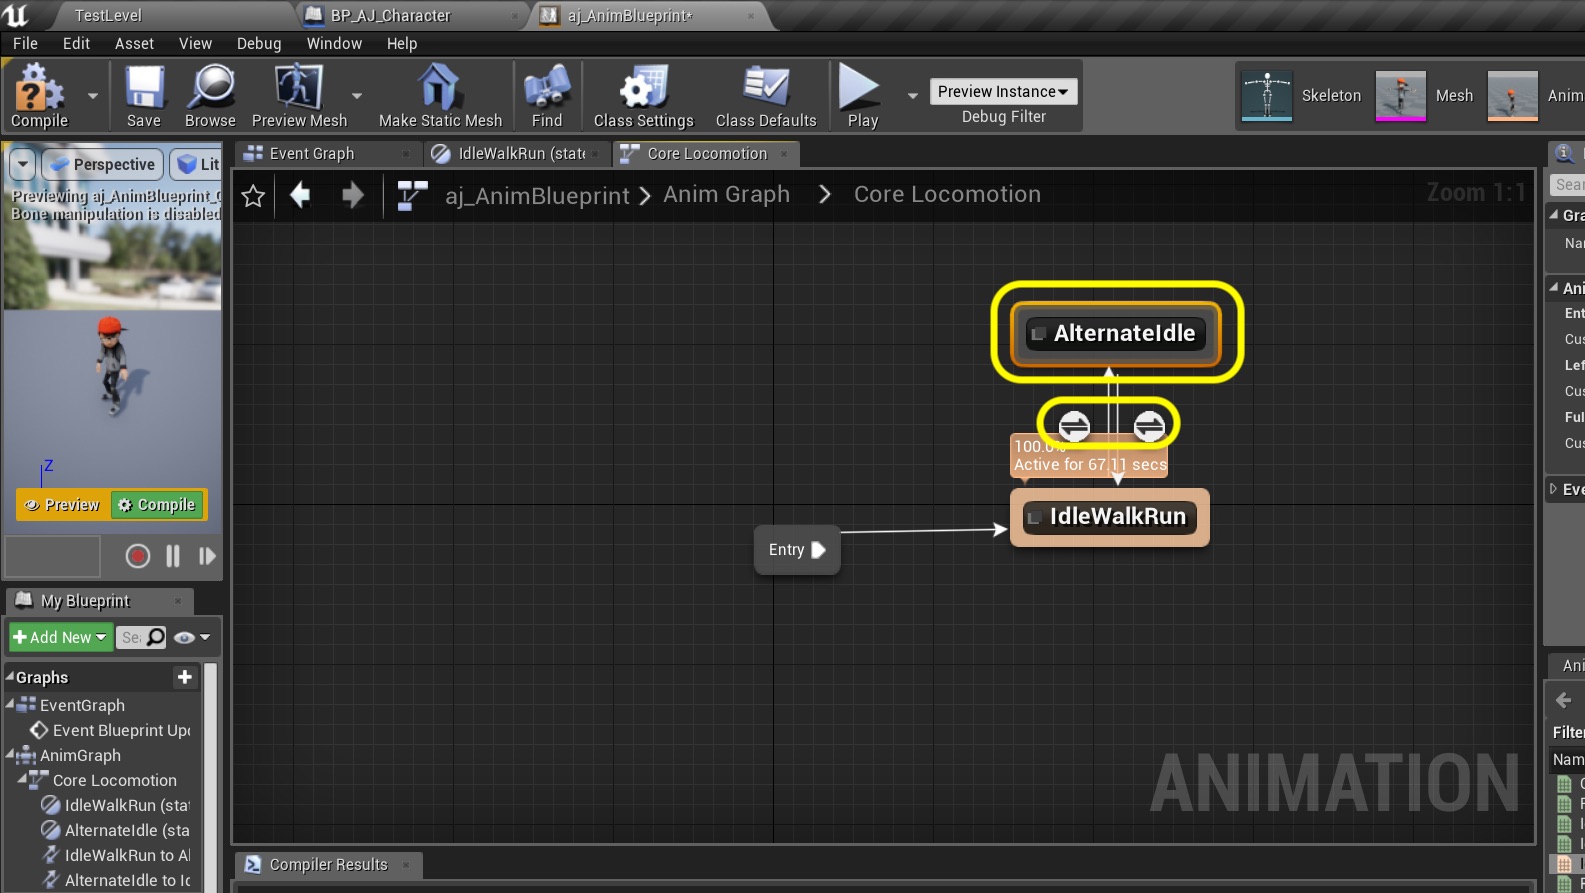 TestLevel
BP_AJ_Character
aj_AnimBlueprint*
File Edit Asset View Debug Window Help
Compile
Save
Browse
Preview Mesh
Make Static Mesh
Find
Class Settings
Class Defaults
Play
Preview Instance
Debug Filter
Skeleton
Mesh
Anim
Perspective
Lit
Previewing aj_AnimBlueprint_C
Bone manipulation is disabled
Z
Preview
Compile
Event Graph
IdleWalkRun (state
Core Locomotion
aj_AnimBlueprint > Anim Graph > Core Locomotion
Zoom 1:1
AlternateIdle
100.0%
Active for 67.11 secs
IdleWalkRun
Entry
ANIMATION
My Blueprint
Add New
Sea
Graphs
EventGraph
Event Blueprint Upd
AnimGraph
Core Locomotion
IdleWalkRun (stat
AlternateIdle (sta
IdleWalkRun to Al
AlternateIdle to Id
Compiler Results
Sear
Gra
Nam
Ani
Ent
Cus
Lef
Cus
Ful
Cus
Eve
Ani
Filter
Nam